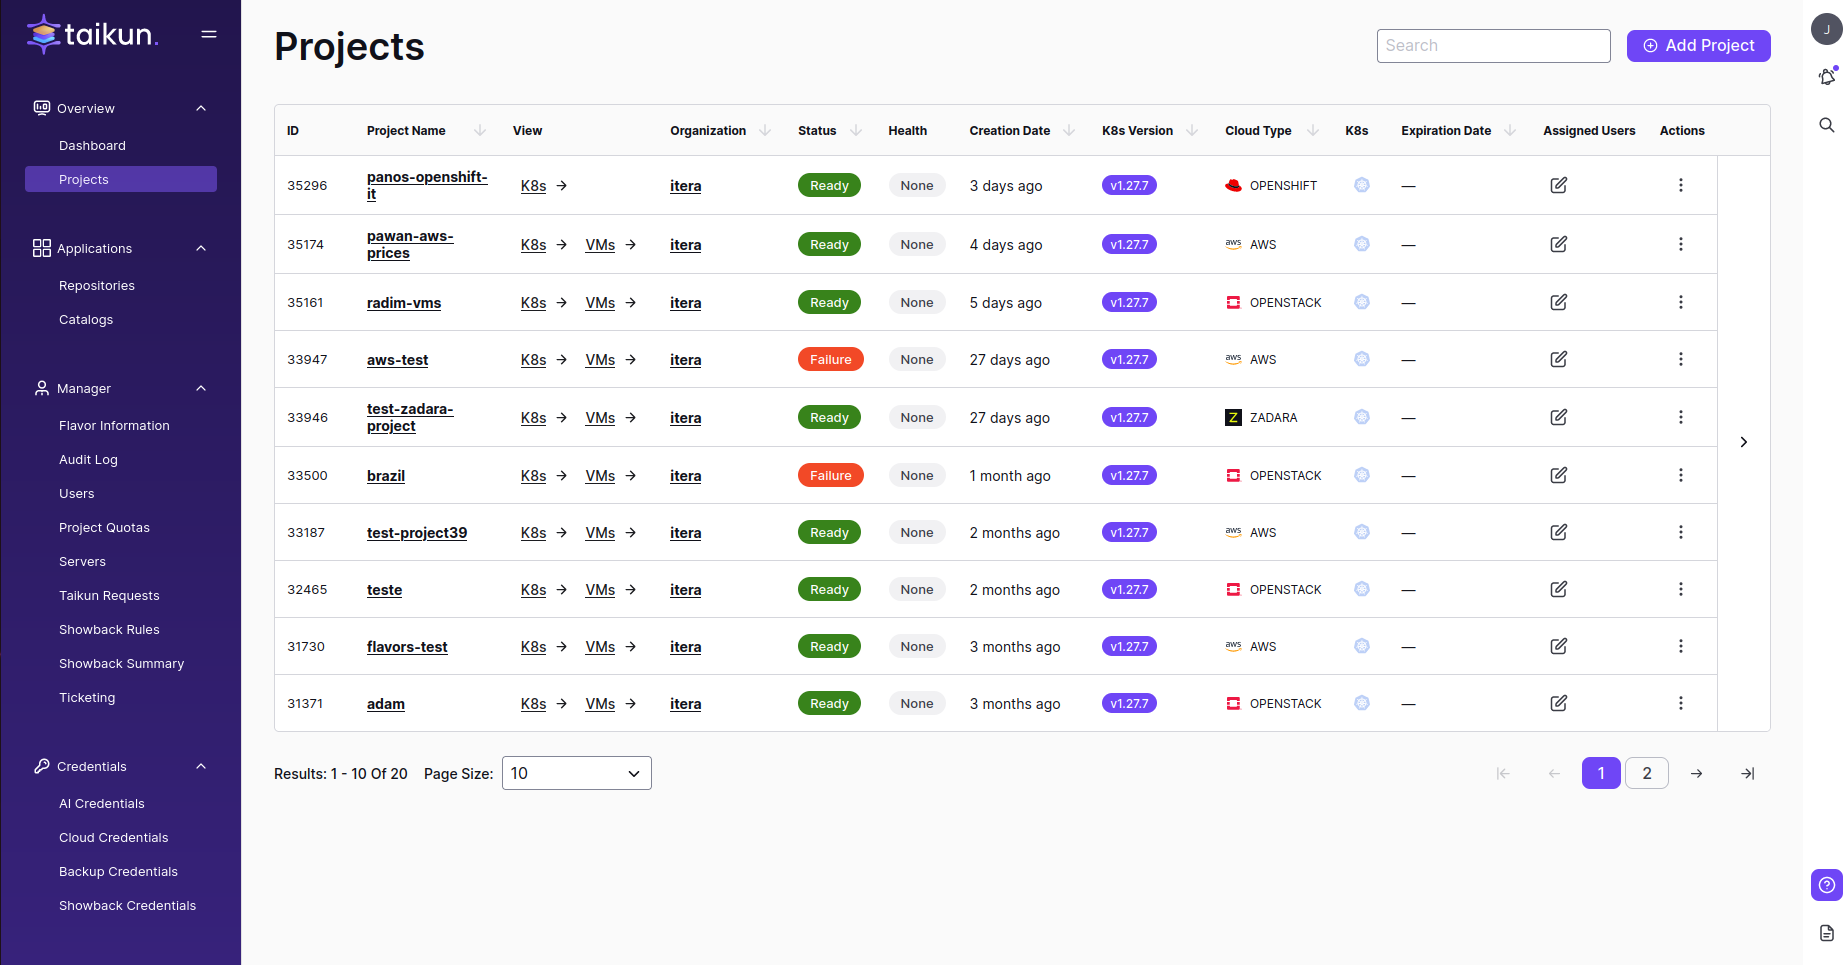 taikun.
Overview
Dashboard
Projects
Applications
Repositories
Catalogs
Manager
Flavor Information
Audit Log
Users
Project Quotas
Servers
Taikun Requests
Showback Rules
Showback Summary
Ticketing
Credentials
AI Credentials
Cloud Credentials
Backup Credentials
Showback Credentials
Projects
Search
Add Project
J
ID Project Name View Organization Status Health Creation Date K8s Version Cloud Type K8s Expiration Date Assigned Users Actions
35296 panos-openshift-
it K8s itera Ready None 3 days ago v1.27.7 OPENSHIFT —
35174 pawan-aws-
prices K8s VMs itera Ready None 4 days ago v1.27.7 aws AWS —
35161 radim-vms K8s VMs itera Ready None 5 days ago v1.27.7 OPENSTACK —
33947 aws-test K8s VMs itera Failure None 27 days ago v1.27.7 aws AWS —
33946 test-zadara-
project K8s VMs itera Ready None 27 days ago v1.27.7 Z ZADARA —
33500 brazil K8s VMs itera Failure None 1 month ago v1.27.7 OPENSTACK —
33187 test-project39 K8s VMs itera Ready None 2 months ago v1.27.7 aws AWS —
32465 teste K8s VMs itera Ready None 2 months ago v1.27.7 OPENSTACK —
31730 flavors-test K8s VMs itera Ready None 3 months ago v1.27.7 aws AWS —
31371 adam K8s VMs itera Ready None 3 months ago v1.27.7 OPENSTACK —
Results: 1 - 10 Of 20 Page Size: 10 1 2